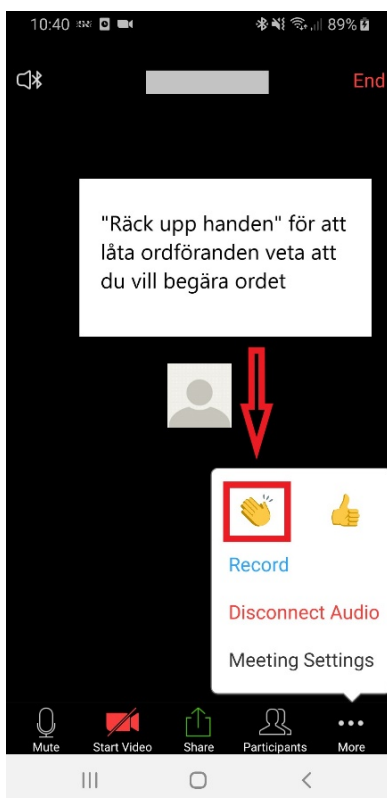 10:40 89%
End
"Räck upp handen" för att
låta ordföranden veta att
du vill begära ordet
Record
Disconnect Audio
Meeting Settings
Mute Start Video Share Participants More